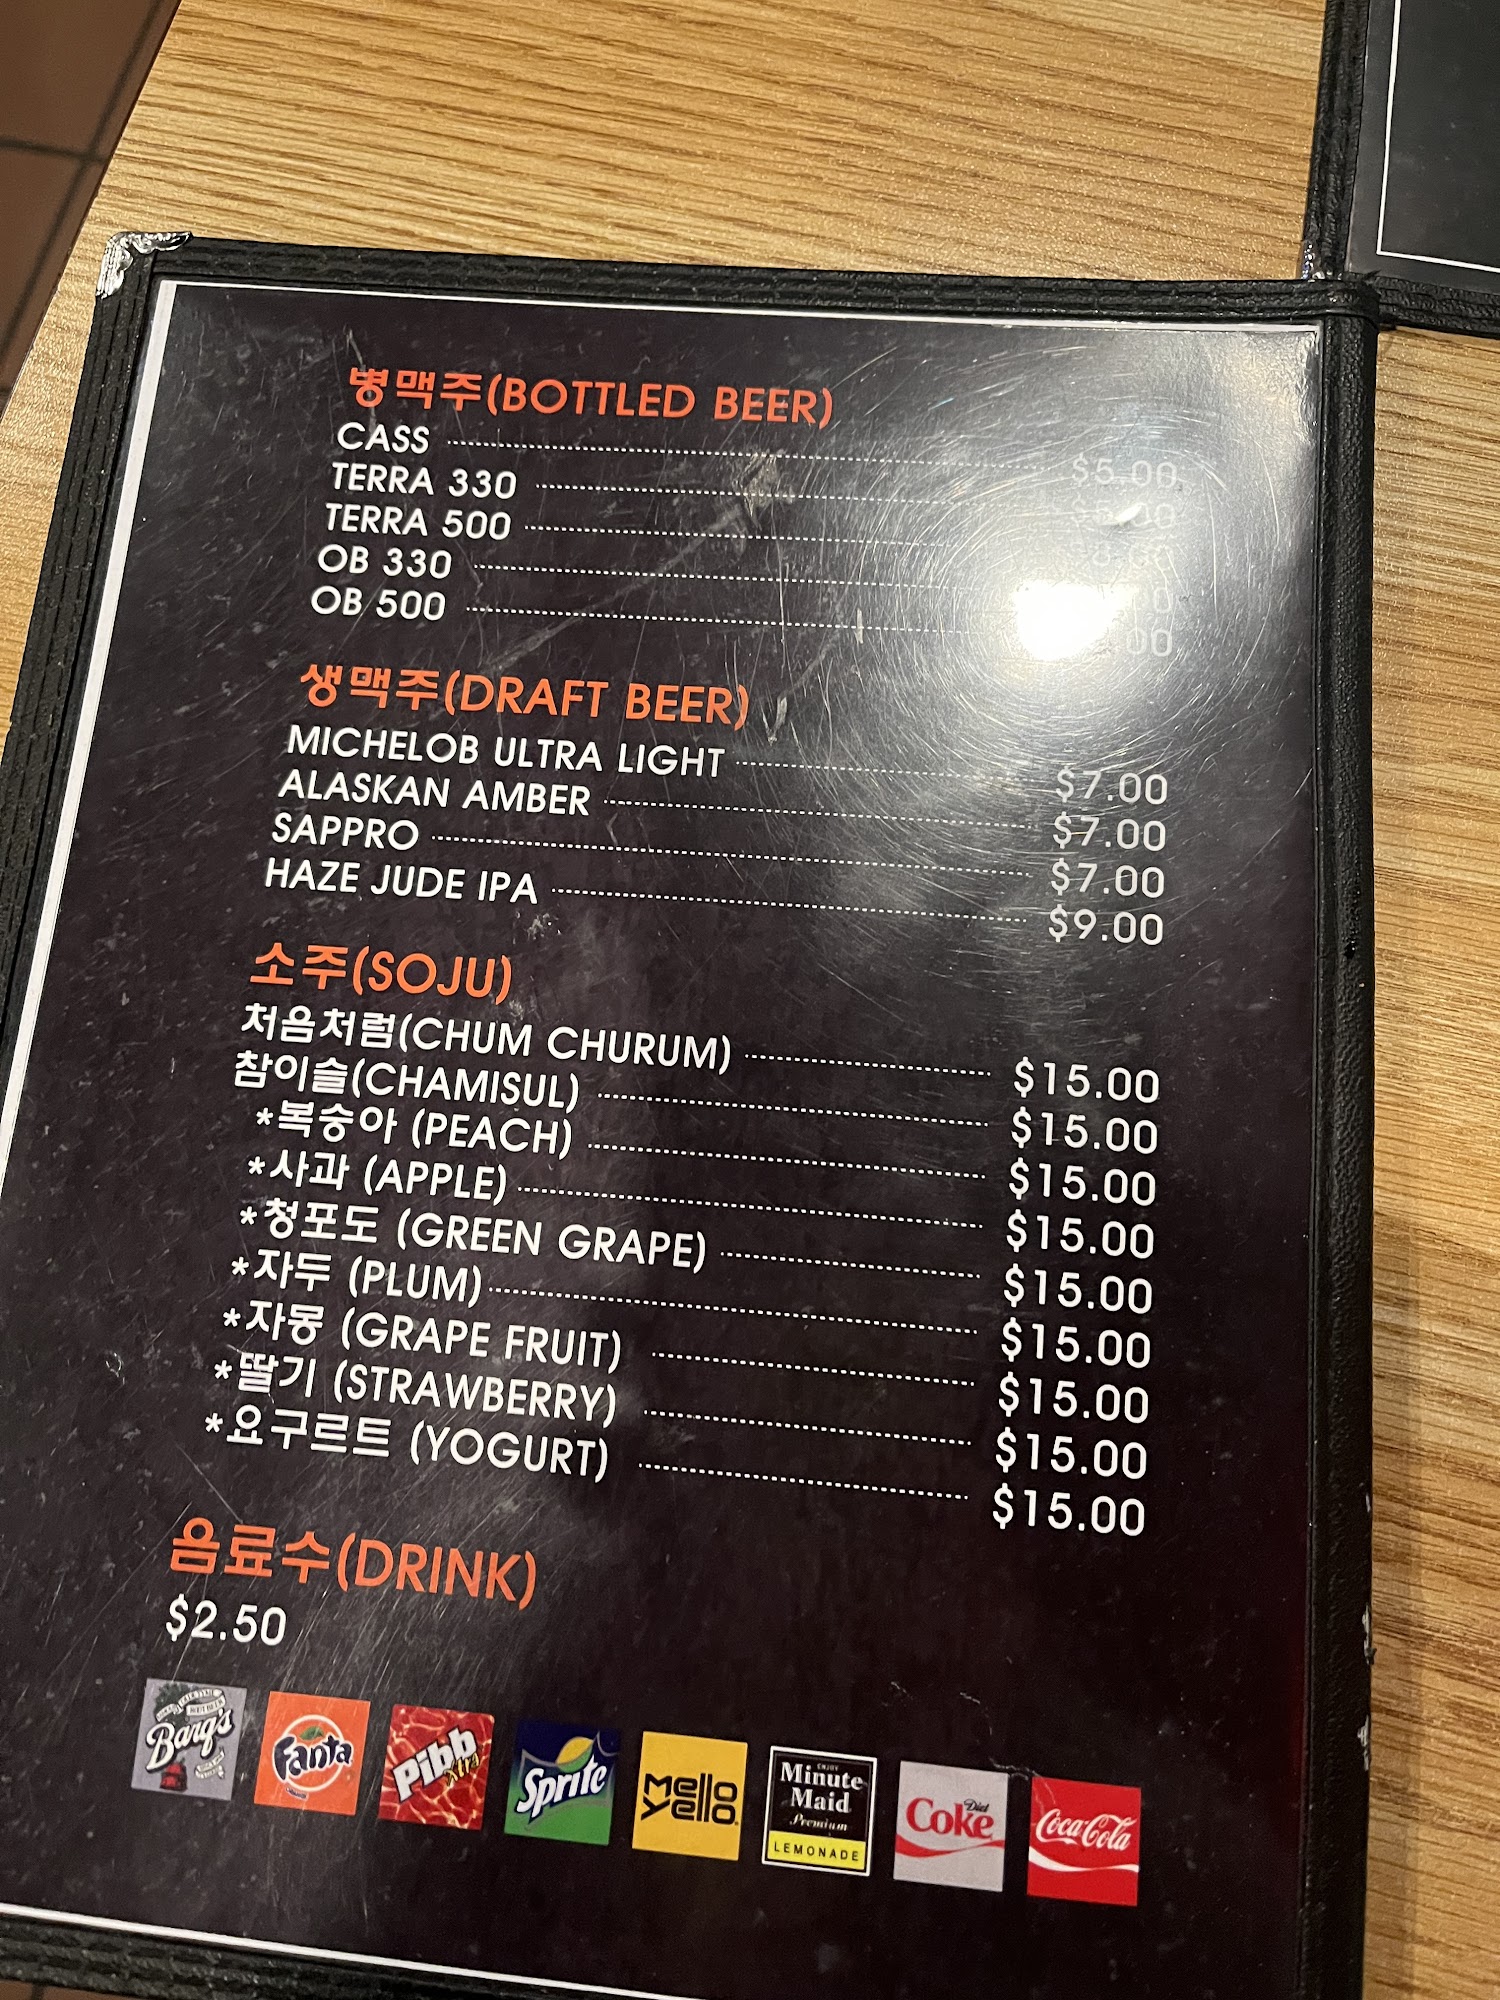 병맥주(BOTTLED BEER)
CASS $5.00
TERRA 330
TERRA 500
OB 330
OB 500
생맥주(DRAFT BEER)
MICHELOB ULTRA LIGHT $7.00
ALASKAN AMBER $7.00
SAPPRO $7.00
HAZE JUDE IPA $9.00
소주(SOJU)
처음처럼(CHUM CHURUM) $15.00
참이슬(CHAMISUL) $15.00
*복숭아 (PEACH) $15.00
*사과 (APPLE) $15.00
*청포도 (GREEN GRAPE) $15.00
*자두 (PLUM) $15.00
*자몽 (GRAPE FRUIT) $15.00
*딸기 (STRAWBERRY) $15.00
*요구르트 (YOGURT) $15.00
음료수(DRINK)
$2.50
Barq's
Fanta
Pibb Xtra
Sprite
Mello Yello
ENJOY Minute Maid Premium LEMONADE
Diet Coke
Coca-Cola